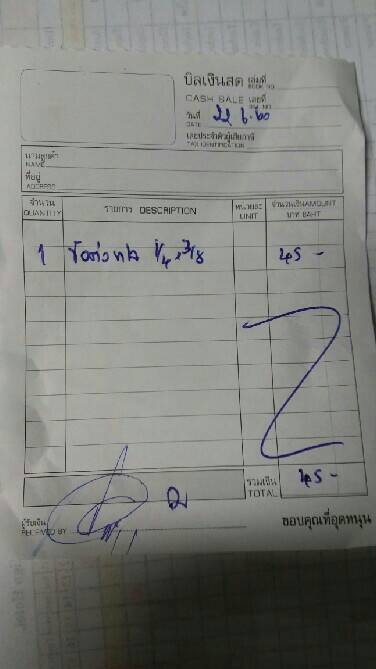 บิลเงินสด เล่มที่ BOOK NO.
CASH SALE เลขที่ BILL NO.
วันที่ DATE 22 6.60
เลขประจำตัวผู้เสียภาษี
TAX IDENTIFICATION
นามลูกค้า
NAME
ที่อยู่
ADDRESS
จำนวน QUANTITY รายการ DESCRIPTION หน่วยละ UNIT จำนวนเงิน AMOUNT บาท BAHT
1 ข้อต่อ 1/4 x 3/8 45 -
รวมเงิน TOTAL 45 -
ผู้รับเงิน
RECEIVED BY
ขอบคุณที่อุดหนุน